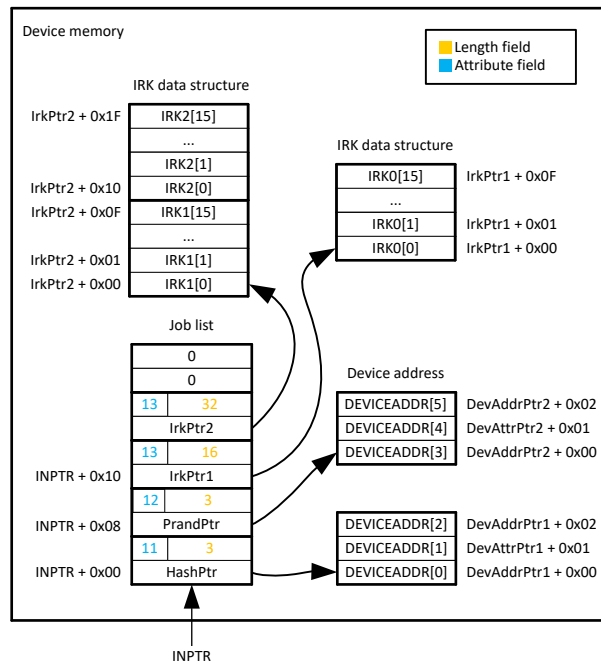 Device memory
Length field
Attribute field
IRK data structure
IrkPtr2 + 0x1F
IRK2[15]
...
IRK2[1]
IrkPtr2 + 0x10
IRK2[0]
IrkPtr2 + 0x0F
IRK1[15]
...
IrkPtr2 + 0x01
IRK1[1]
IrkPtr2 + 0x00
IRK1[0]
IRK data structure
IRK0[15]
IrkPtr1 + 0x0F
...
IRK0[1]
IrkPtr1 + 0x01
IRK0[0]
IrkPtr1 + 0x00
Job list
0
0
13 32
IrkPtr2
13 16
INPTR + 0x10
IrkPtr1
12 3
INPTR + 0x08
PrandPtr
11 3
INPTR + 0x00
HashPtr
Device address
DEVICEADDR[5]
DevAddrPtr2 + 0x02
DEVICEADDR[4]
DevAttrPtr2 + 0x01
DEVICEADDR[3]
DevAddrPtr2 + 0x00
DEVICEADDR[2]
DevAddrPtr1 + 0x02
DEVICEADDR[1]
DevAttrPtr1 + 0x01
DEVICEADDR[0]
DevAddrPtr1 + 0x00
INPTR